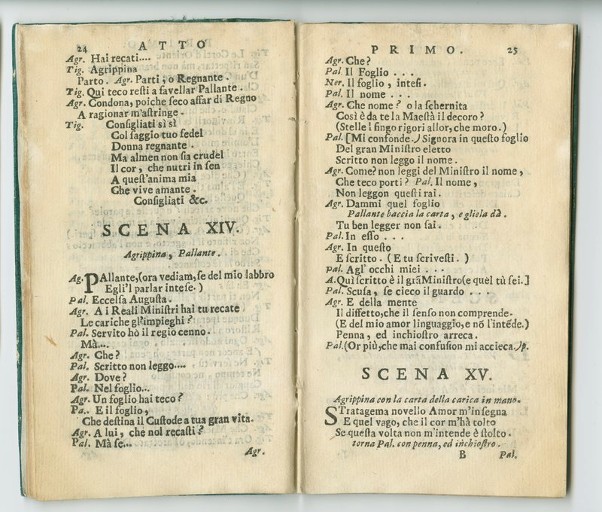 24 ATTO
Agr. Hai recati....
Tig. Agrippina
Parto. Agr. Parti, o Regnante.
Tig. Qui teco resti a favellar Pallante.
Agr. Condona, poiche seco affar di Regno
A ragionar m'astringe.
Tig. Consigliati sì sì
Col saggio tuo fedel
Donna regnante.
Ma almen non sia crudel
Il cor, che nutri in sen
A quest'anima mia
Che vive amante.
Consigliati &c.
SCENA XIV.
Agrippina, Pallante.
Ag. PAllante, (ora vediam, se del mio labbro
Egli'l parlar intese.)
Pal. Eccelsa Augusta.
Agr. A i Reali Ministri hai tu recate
Le cariche gl'impieghi?
Pal. Servito hò il regio cenno.
Mà....
Agr. Che?
Pal. Scritto non leggo....
Agr. Dove?
Pal. Nel foglio...
Agr. Un foglio hai teco?
Pa.. E il foglio,
Che destina il Custode a tua gran vita.
Agr. A lui, che nol recasti?
Pal. Mà se...
Agr.
PRIMO. 25
Agr. Che?
Pal. Il Foglio...
Ner. Il foglio, intesi.
Pal. Il nome...
Agr. Che nome? o la schernita
Così è da te la Maestà il decoro?
(Stelle i fingo rigori allor, che moro.)
Pal. [Mi confonde.) Signora in questo foglio
Del gran Ministro eletto
Scritto non leggo il nome.
Agr. Come? non leggi del Ministro il nome,
Che teco porti? Pal. Il nome,
Non leggon questi rai.
Agr. Dammi quel foglio
Pallante baccia la carta, e gliela dà.
Tu ben legger non sai.
Pal. In esso...
Agr. In questo
E scritto. (E tu scrivesti.)
Pal. Agl' occhi miei...
A. Qui scritto è il grã Ministro (e quel tù sei.]
Pal. Scusa, se cieco il guardo...
Agr. E della mente
Il diffetto, che il senso non comprende.
(E del mio amor linguaggio, e nõ l'intẽde.)
Penna, ed inchiostro arreca.
Pal. (Or più, che mai confusion mi accieca.)p.
SCENA XV.
Agrippina con la carta della carica in mano.
STratagema novello Amor m'insegna
E quel vago, che il cor m'hà tolto
Se questa volta non m'intende è stolto.
torna Pal. con penna, ed inchiostro.
B Pal.